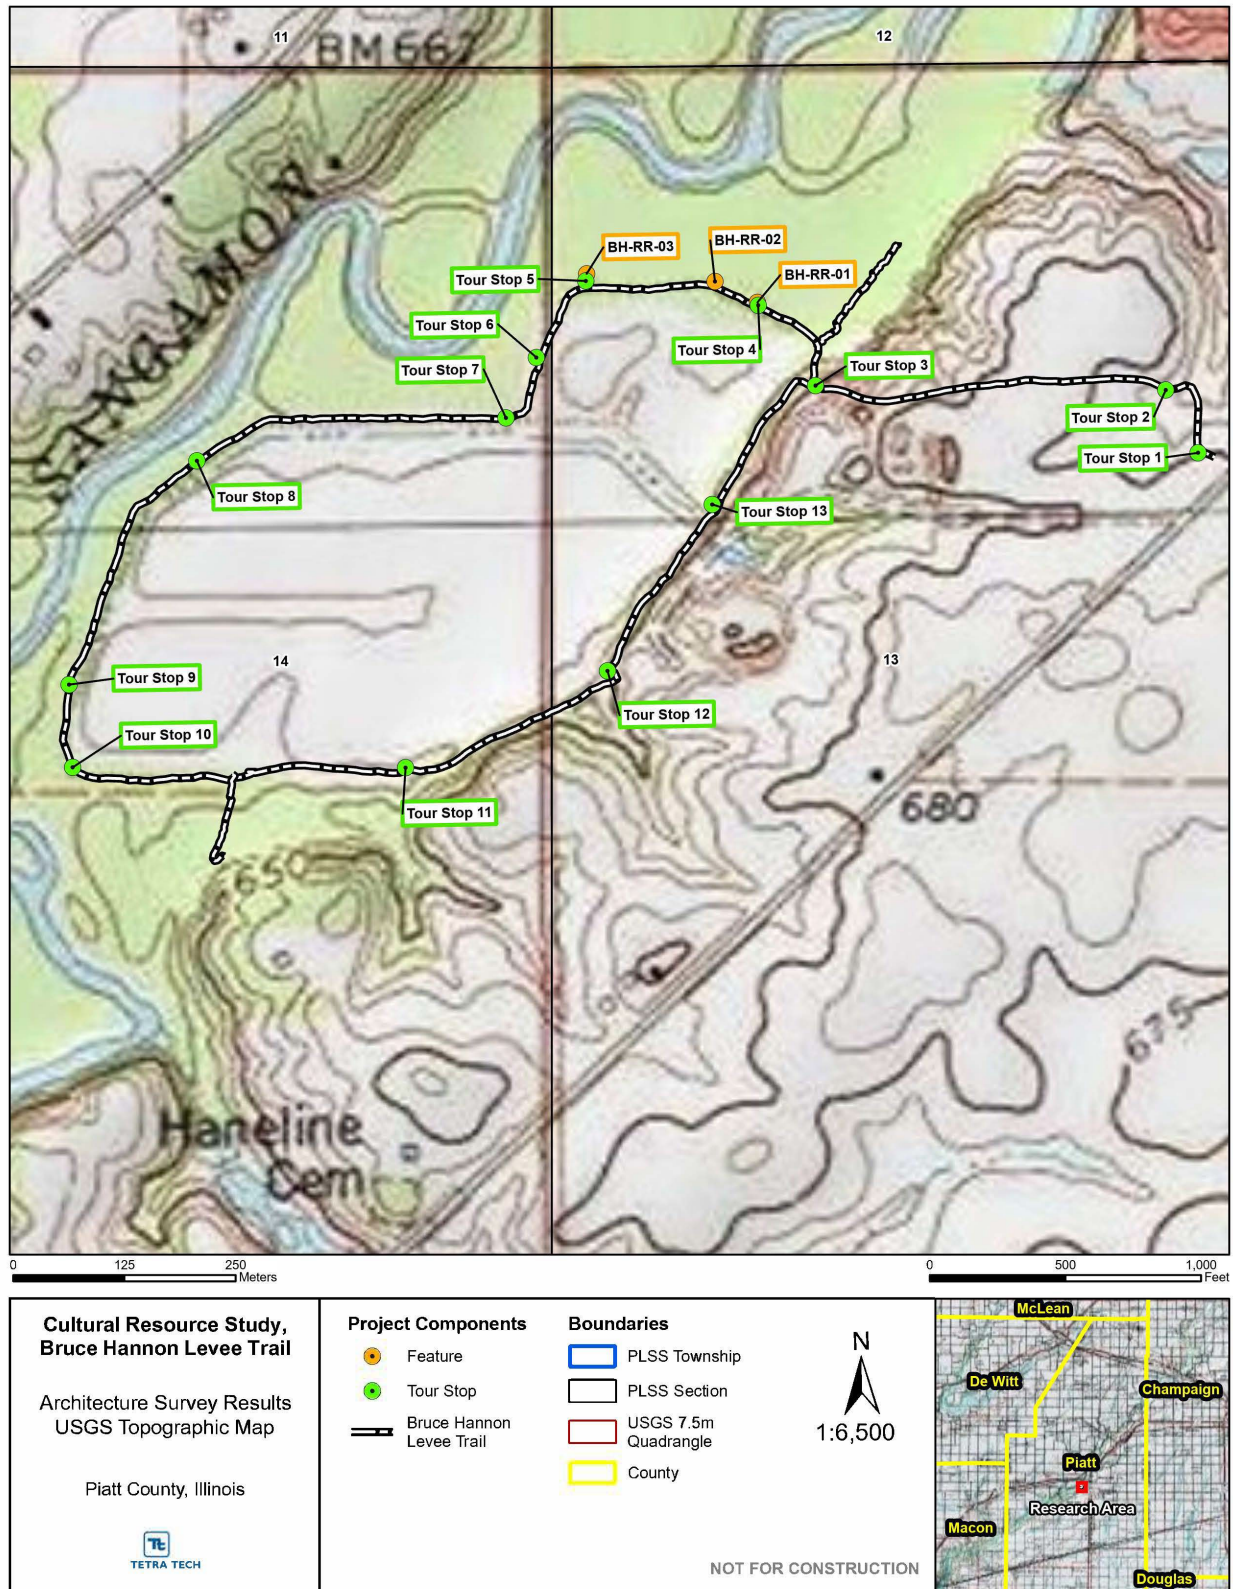 11
BM 667
12
SANGAMON
BH-RR-03
BH-RR-02
BH-RR-01
Tour Stop 5
Tour Stop 6
Tour Stop 4
Tour Stop 7
Tour Stop 3
Tour Stop 2
Tour Stop 1
Tour Stop 8
Tour Stop 13
14
13
Tour Stop 9
Tour Stop 12
Tour Stop 10
Tour Stop 11
680
650
675
Haneline
Cem
0 125 250
Meters
0 500 1,000
Feet
Cultural Resource Study,
Bruce Hannon Levee Trail
Architecture Survey Results
USGS Topographic Map
Piatt County, Illinois
Tt
TETRA TECH
Project Components
Feature
Tour Stop
Bruce Hannon
Levee Trail
Boundaries
PLSS Township
PLSS Section
USGS 7.5m
Quadrangle
County
N
1:6,500
NOT FOR CONSTRUCTION
McLean
De Witt
Champaign
Piatt
Research Area
Macon
Douglas